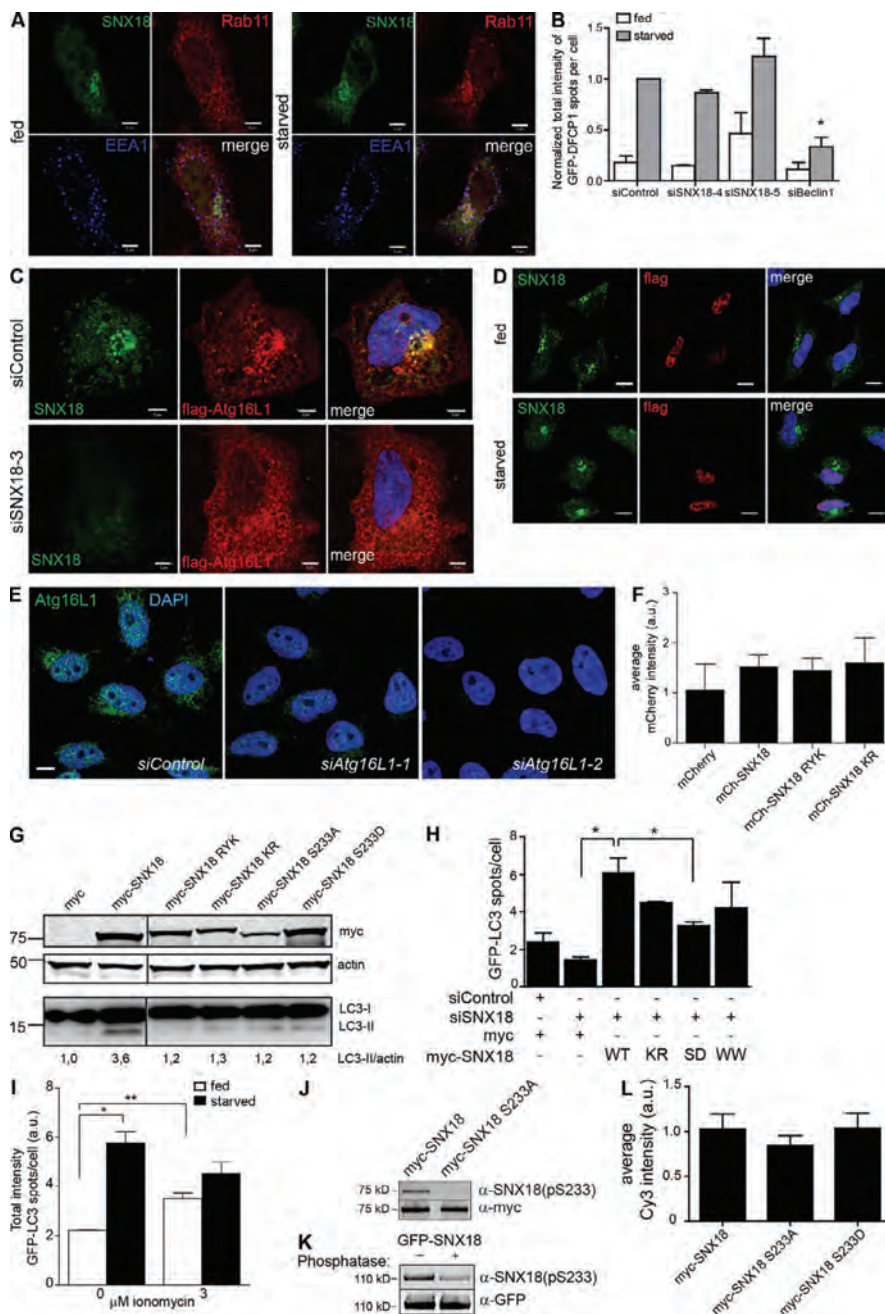 A
SNX18
Rab11
EEA1
merge
fed
SNX18
Rab11
EEA1
merge
starved
B
fed
starved
Normalized total intensity of
GFP-DFCP1 spots per cell
1.5
1.0
0.5
0.0
*
siControl
siSNX18-4
siSNX18-5
siBeclin1
C
siControl
SNX18
flag-Atg16L1
merge
siSNX18-3
SNX18
flag-Atg16L1
merge
D
fed
SNX18
flag
merge
starved
SNX18
flag
merge
E
Atg16L1
DAPI
siControl
siAtg16L1-1
siAtg16L1-2
F
average
mCherry intensity (a.u.)
3
2
1
0
mCherry
mCh-SNX18
mCh-SNX18 RYK
mCh-SNX18 KR
G
myc
myc-SNX18
myc-SNX18 RYK
myc-SNX18 KR
myc-SNX18 S233A
myc-SNX18 S233D
75
myc
50
actin
LC3-I
15
LC3-II
1,0 3,6 1,2 1,3 1,2 1,2 LC3-II/actin
H
GFP-LC3 spots/cell
8
6
4
2
0
* *
siControl + - - - - -
siSNX18 - + + + + +
myc + + - - - -
myc-SNX18 - - WT KR SD WW
I
fed
starved
Total intensity
GFP-LC3 spots/cell (a.u.)
8
6
4
2
0
**
*
0 3
μM ionomycin
J
myc-SNX18
myc-SNX18 S233A
75 kD α-SNX18(pS233)
75 kD α-myc
K
GFP-SNX18
Phosphatase: - +
110 kD α-SNX18(pS233)
110 kD α-GFP
L
average
Cy3 intensity (a.u.)
1.5
1.0
0.5
0.0
myc-SNX18
myc-SNX18 S233A
myc-SNX18 S233D